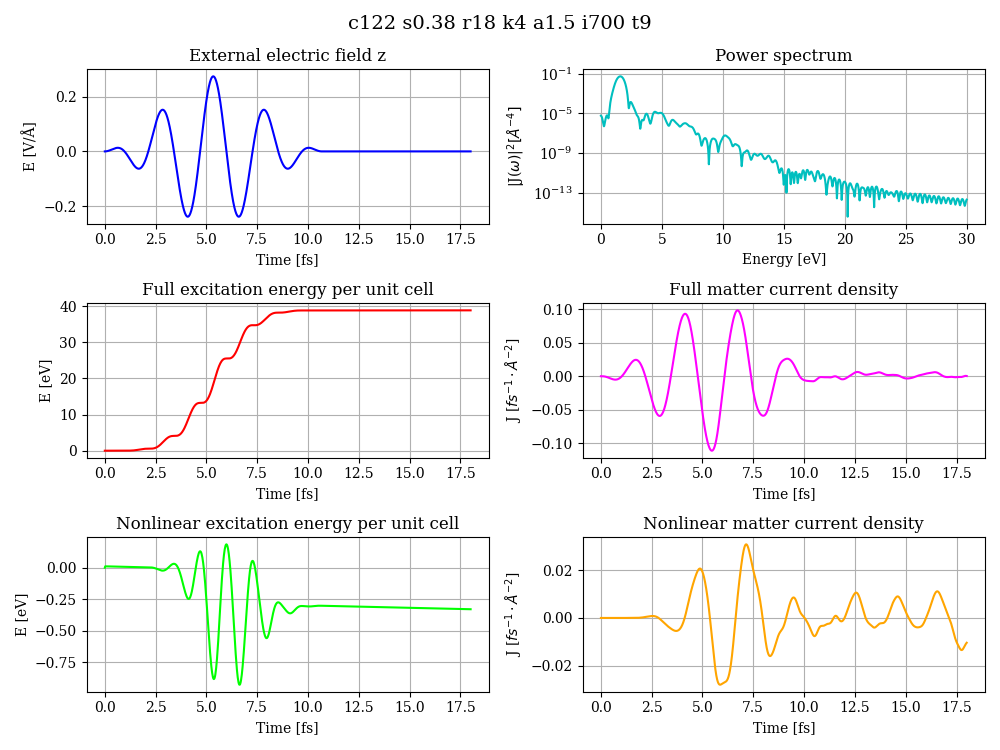 c122 s0.38 r18 k4 a1.5 i700 t9
External electric field z
E [V/Å]
0.2
0.0
−0.2
0.0 2.5 5.0 7.5 10.0 12.5 15.0 17.5
Time [fs]
Power spectrum
|J(ω)|²[Å⁻⁴]
10⁻¹
10⁻⁵
10⁻⁹
10⁻¹³
0 5 10 15 20 25 30
Energy [eV]
Full excitation energy per unit cell
E [eV]
40
30
20
10
0
0.0 2.5 5.0 7.5 10.0 12.5 15.0 17.5
Time [fs]
Full matter current density
J [fs⁻¹ · Å⁻²]
0.10
0.05
0.00
−0.05
−0.10
0.0 2.5 5.0 7.5 10.0 12.5 15.0 17.5
Time [fs]
Nonlinear excitation energy per unit cell
E [eV]
0.00
−0.25
−0.50
−0.75
0.0 2.5 5.0 7.5 10.0 12.5 15.0 17.5
Time [fs]
Nonlinear matter current density
J [fs⁻¹ · Å⁻²]
0.02
0.00
−0.02
0.0 2.5 5.0 7.5 10.0 12.5 15.0 17.5
Time [fs]